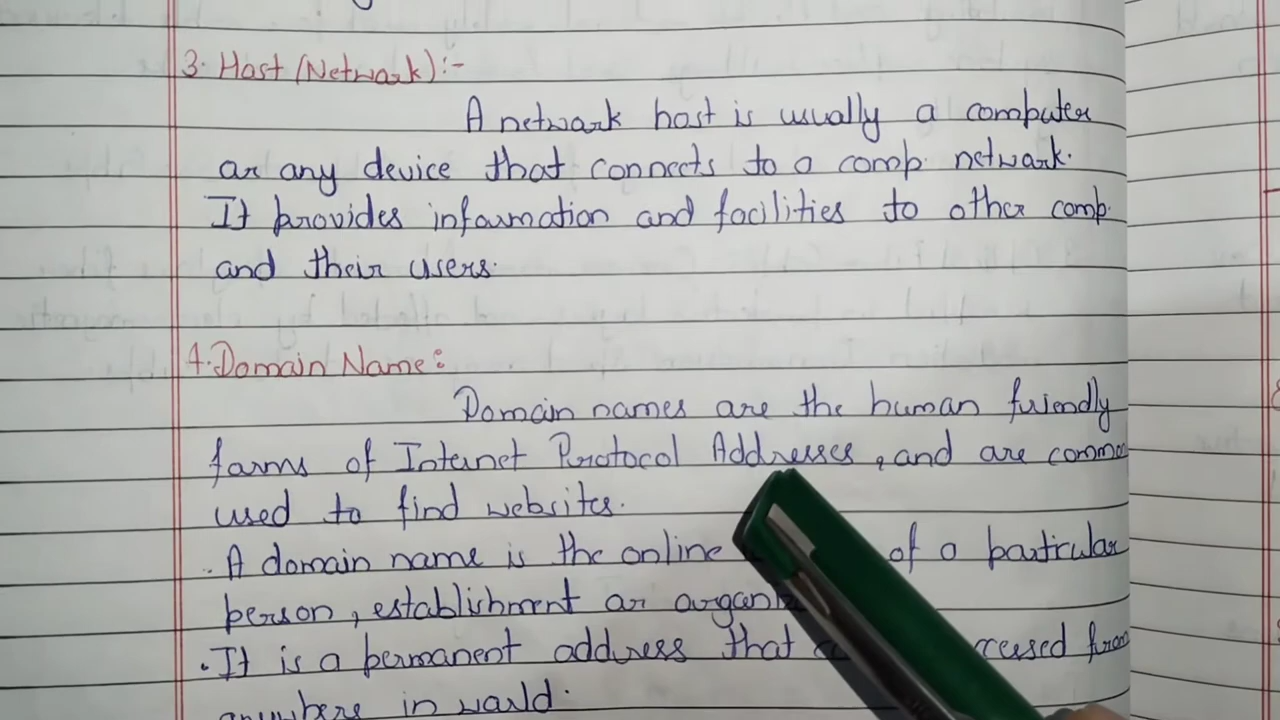 3. Host (Network):-
A network host is usually a computer
or any device that connects to a comp. network.
It provides information and facilities to other comp.
and their users.
4. Domain Name:
Domain names are the human friendly
forms of Internet Protocol Addresses, and are
used to find websites.
. A domain name is the online of a particular
person, establishment or
. It is a permanent address that from
anywhere in world.